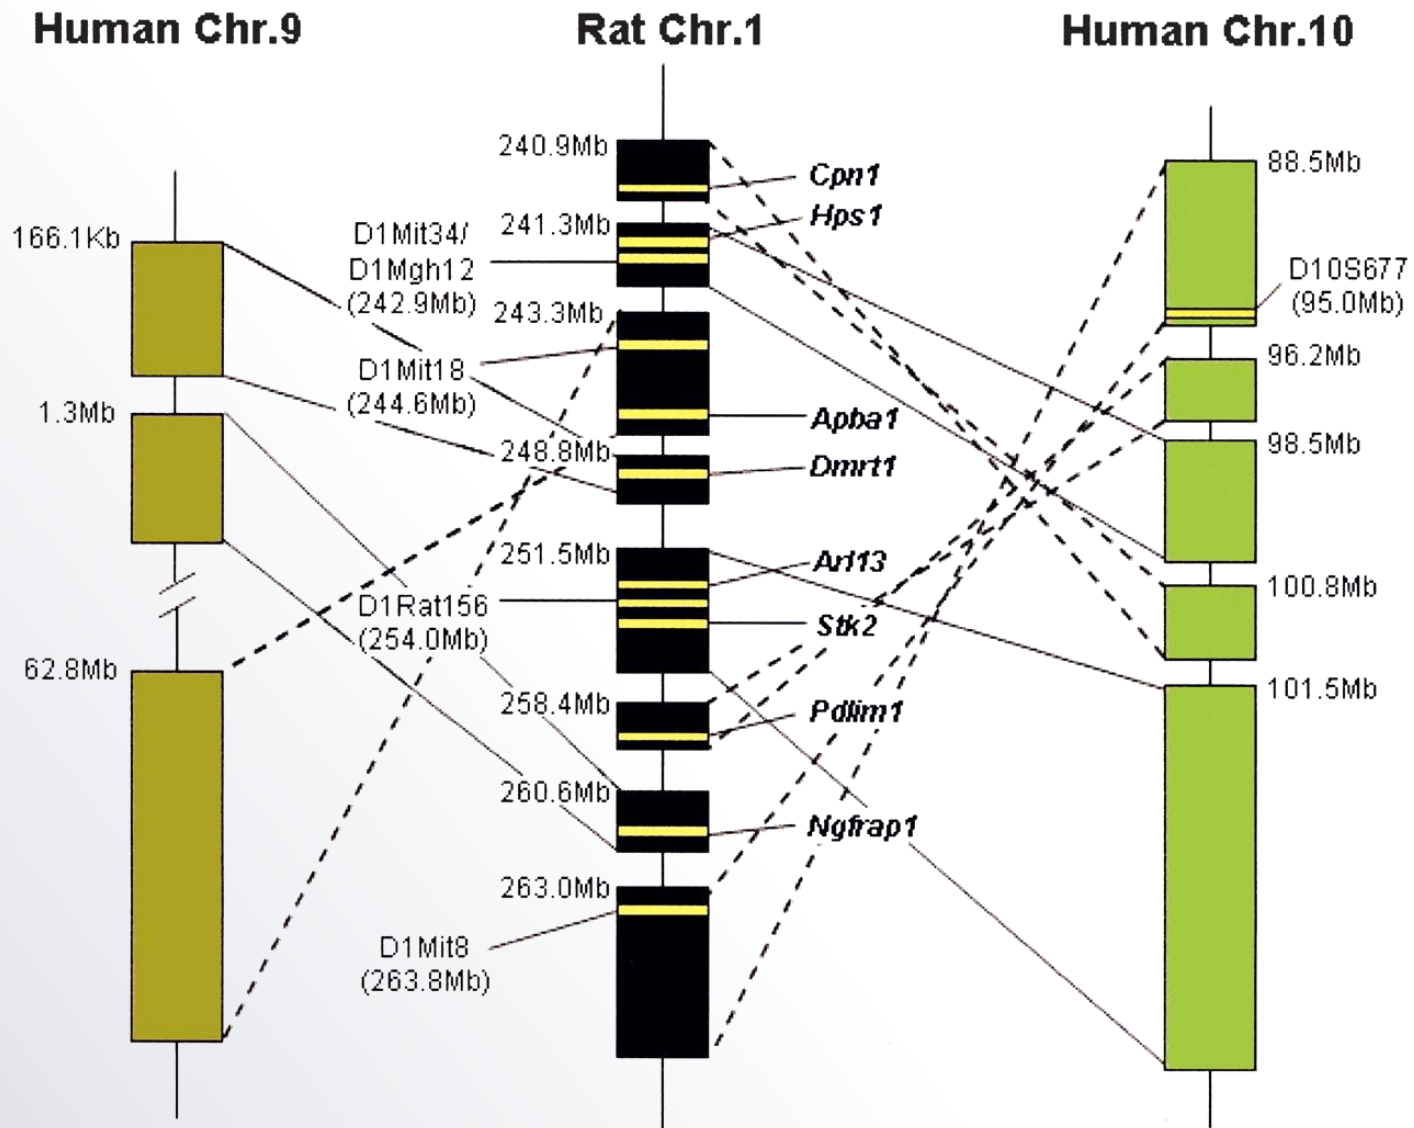 Human Chr.9
Rat Chr.1
Human Chr.10
166.1Kb
1.3Mb
62.8Mb
D1Mit34/
D1Mgh12
(242.9Mb)
D1Mit18
(244.6Mb)
D1Rat156
(254.0Mb)
D1Mit8
(263.8Mb)
240.9Mb
241.3Mb
243.3Mb
248.8Mb
251.5Mb
258.4Mb
260.6Mb
263.0Mb
Cpn1
Hps1
Apba1
Dmrt1
Arl13
Stk2
Pdlim1
Ngfrap1
88.5Mb
D10S677
(95.0Mb)
96.2Mb
98.5Mb
100.8Mb
101.5Mb